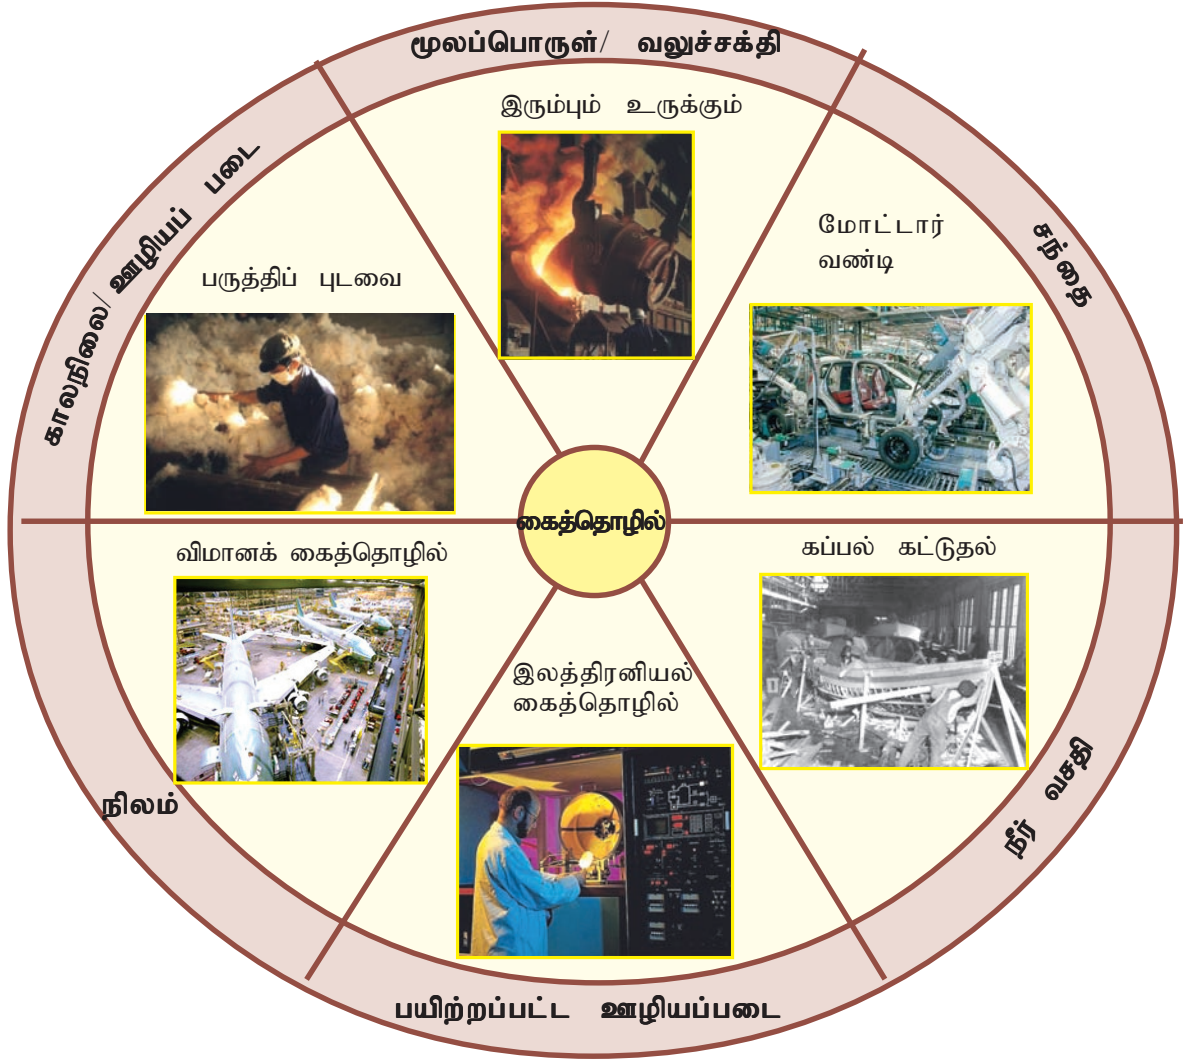 மூலப்பொருள்/ வலுச்சக்தி
இரும்பும் உருக்கும்
காலநிலை/ ஊழியப் படை
பருத்திப் புடவை
மோட்டார்
வண்டி
சந்தை
கைத்தொழில்
விமானக் கைத்தொழில்
கப்பல் கட்டுதல்
இலத்திரனியல்
கைத்தொழில்
நிலம்
நீர் வசதி
பயிற்றப்பட்ட ஊழியப்படை